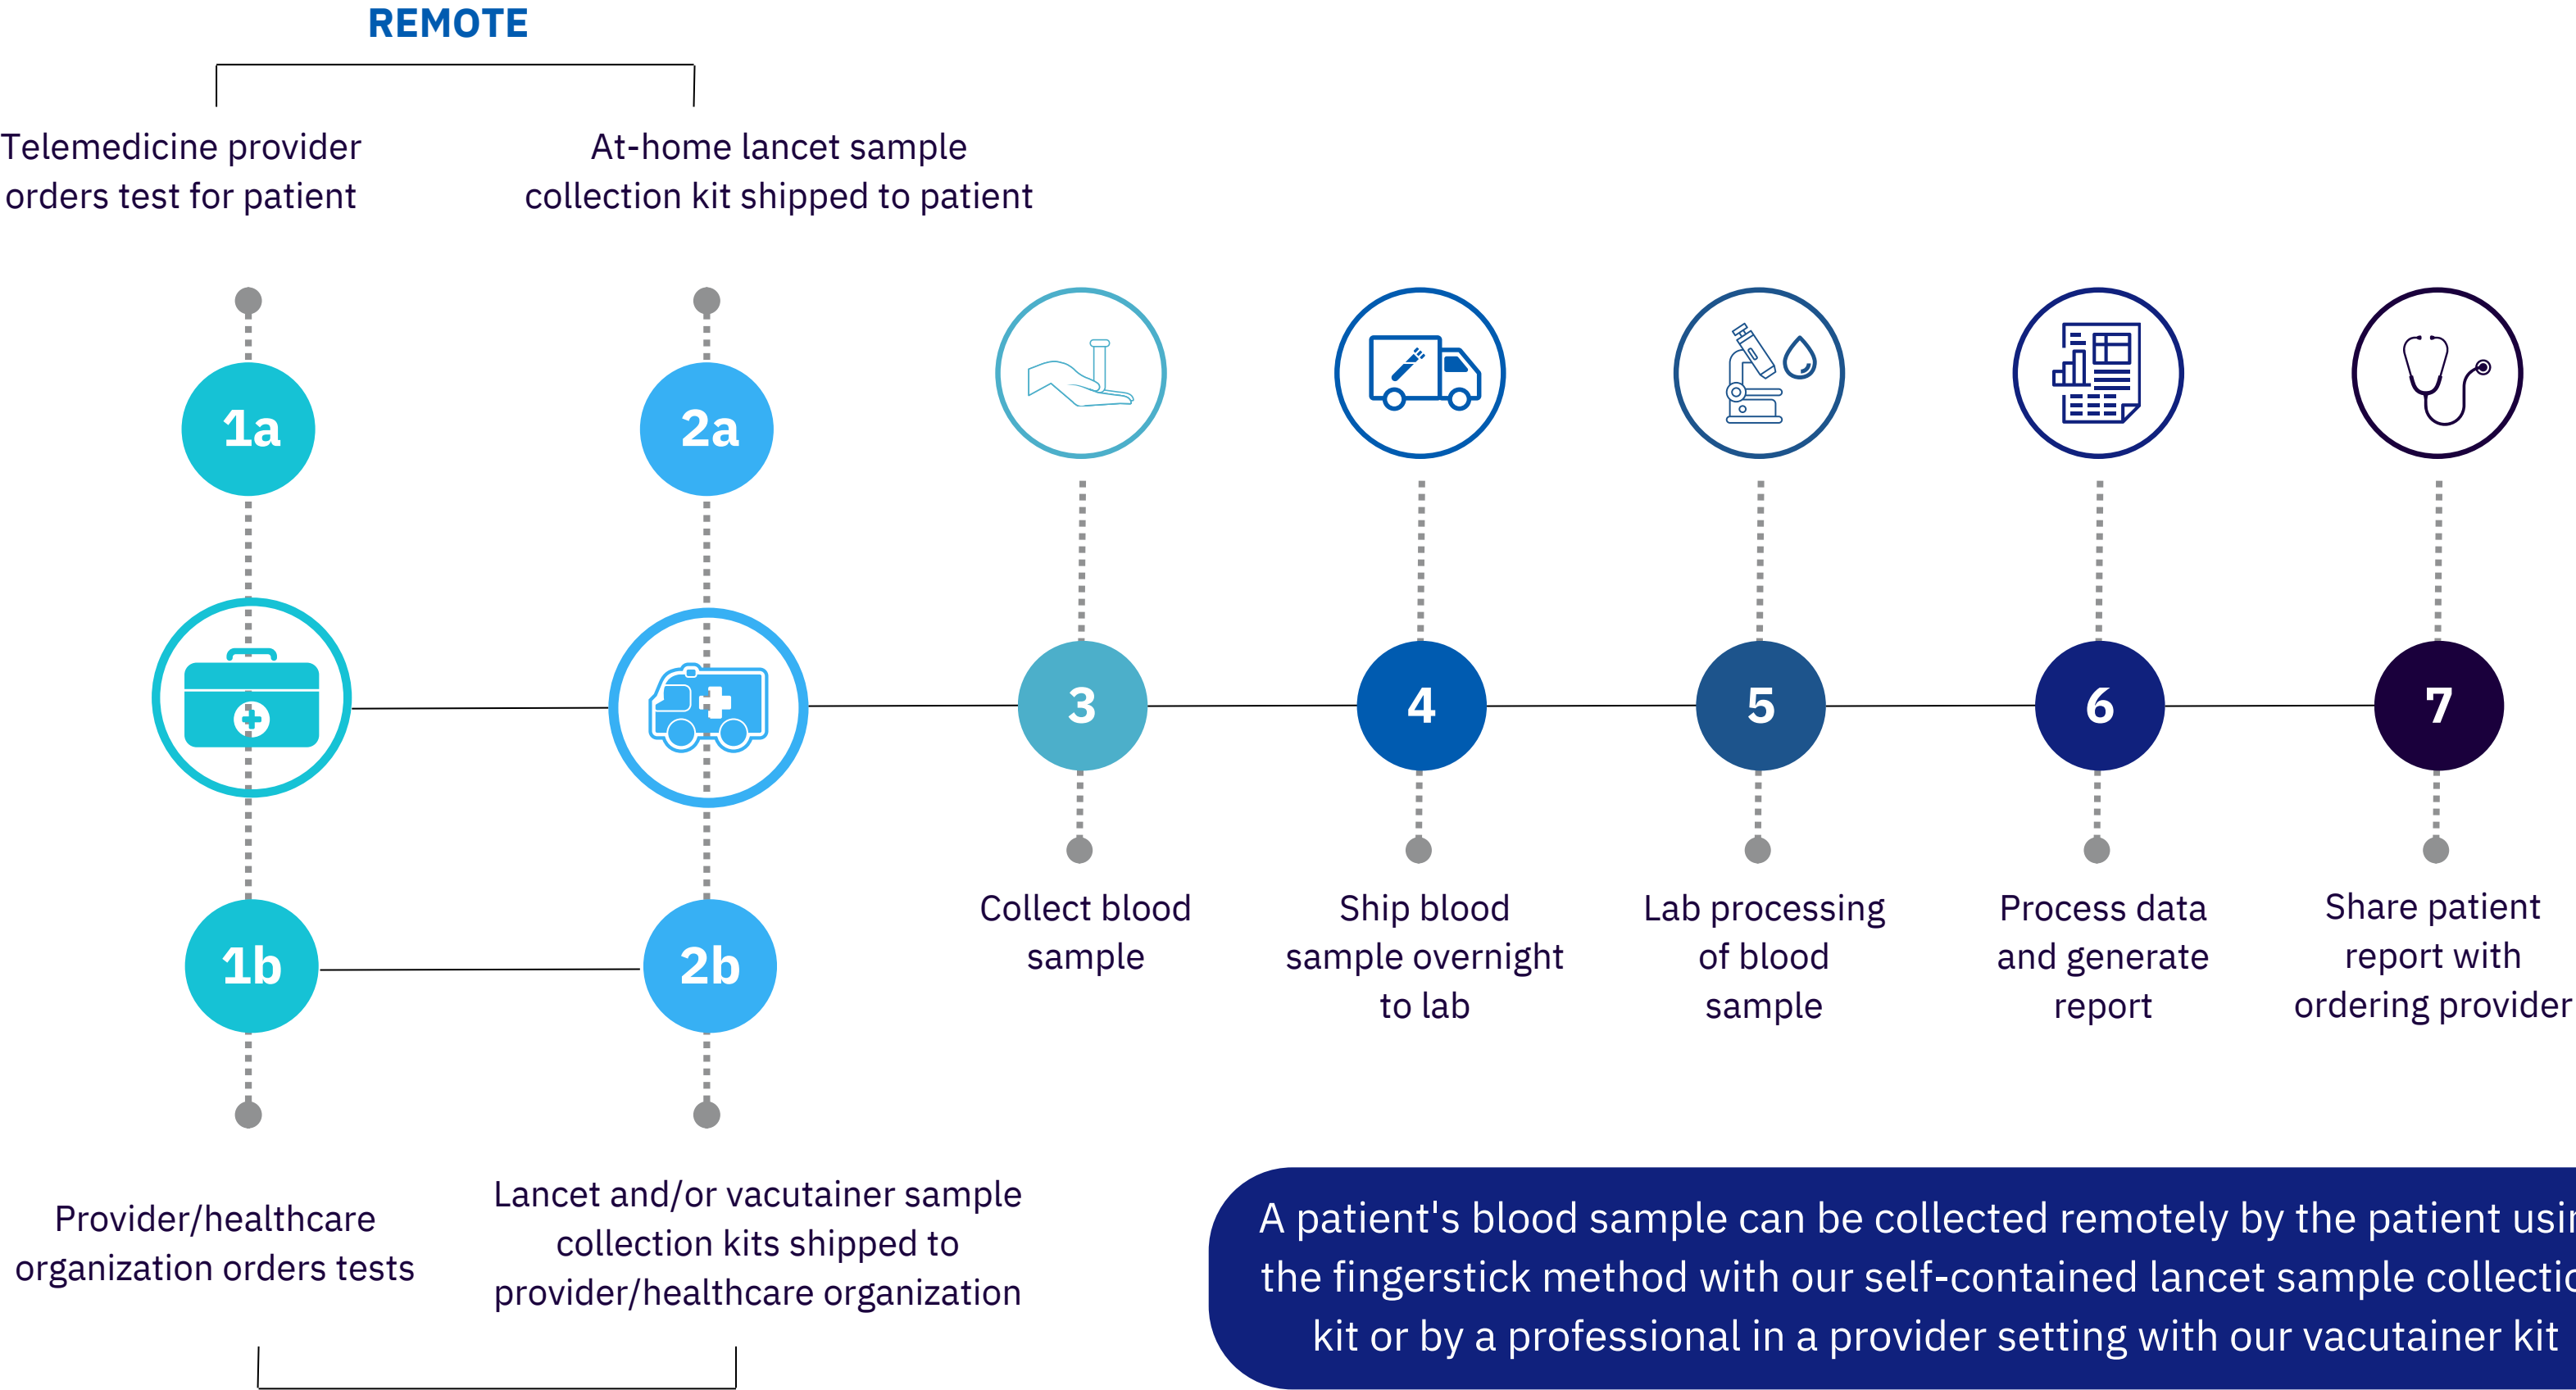 REMOTE
Telemedicine provider
orders test for patient
At-home lancet sample
collection kit shipped to patient
1a
2a
3
4
5
6
7
1b
2b
Collect blood
sample
Ship blood
sample overnight
to lab
Lab processing
of blood
sample
Process data
and generate
report
Share patient
report with
ordering provider
Provider/healthcare
organization orders tests
Lancet and/or vacutainer sample
collection kits shipped to
provider/healthcare organization
A patient's blood sample can be collected remotely by the patient
the fingerstick method with our self-contained lancet sample
kit or by a professional in a provider setting with our vacutainer kit